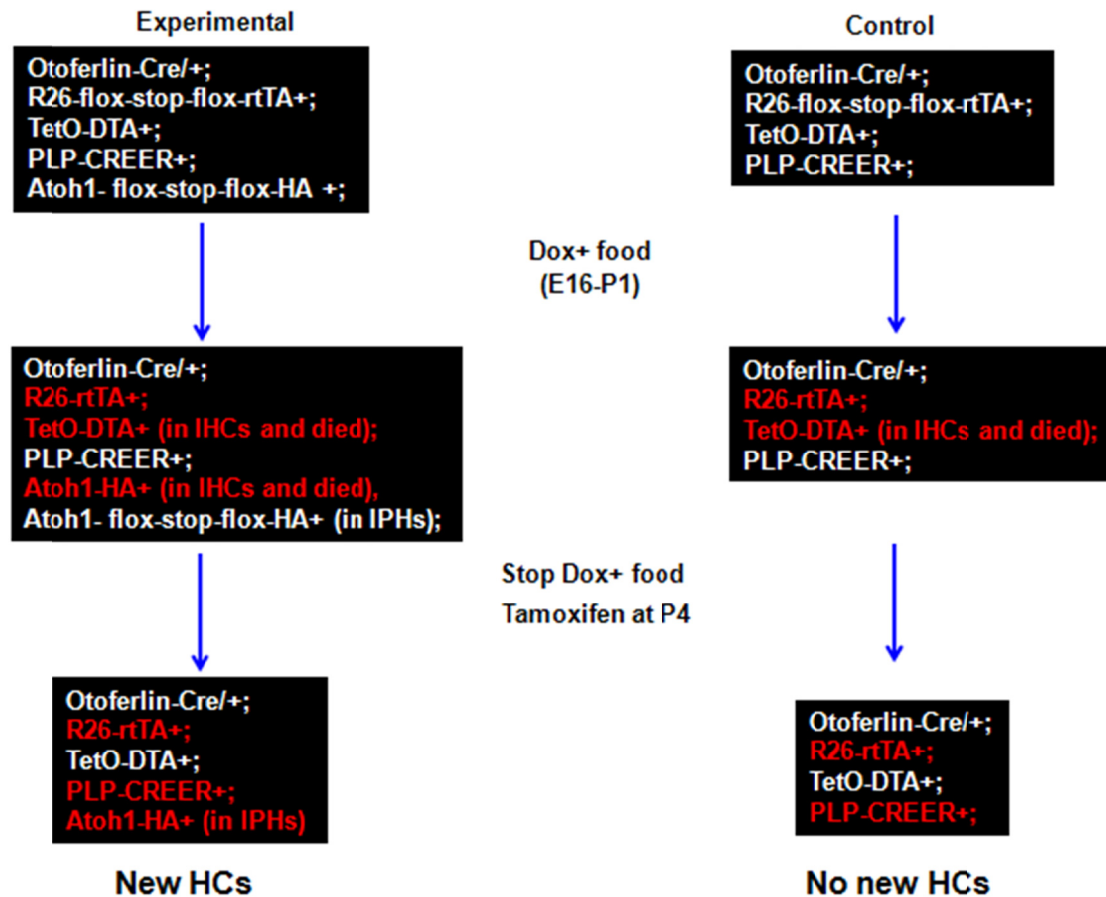 Experimental
Otoferlin-Cre/+;
R26-flox-stop-flox-rtTA+;
TetO-DTA+;
PLP-CREER+;
Atoh1- flox-stop-flox-HA +;
Control
Otoferlin-Cre/+;
R26-flox-stop-flox-rtTA+;
TetO-DTA+;
PLP-CREER+;
Dox+ food
(E16-P1)
Otoferlin-Cre/+;
R26-rtTA+;
TetO-DTA+ (in IHCs and died);
PLP-CREER+;
Atoh1-HA+ (in IHCs and died),
Atoh1- flox-stop-flox-HA+ (in IPHs);
Otoferlin-Cre/+;
R26-rtTA+;
TetO-DTA+ (in IHCs and died);
PLP-CREER+;
Stop Dox+ food
Tamoxifen at P4
Otoferlin-Cre/+;
R26-rtTA+;
TetO-DTA+;
PLP-CREER+;
Atoh1-HA+ (in IPHs)
New HCs
Otoferlin-Cre/+;
R26-rtTA+;
TetO-DTA+;
PLP-CREER+;
No new HCs